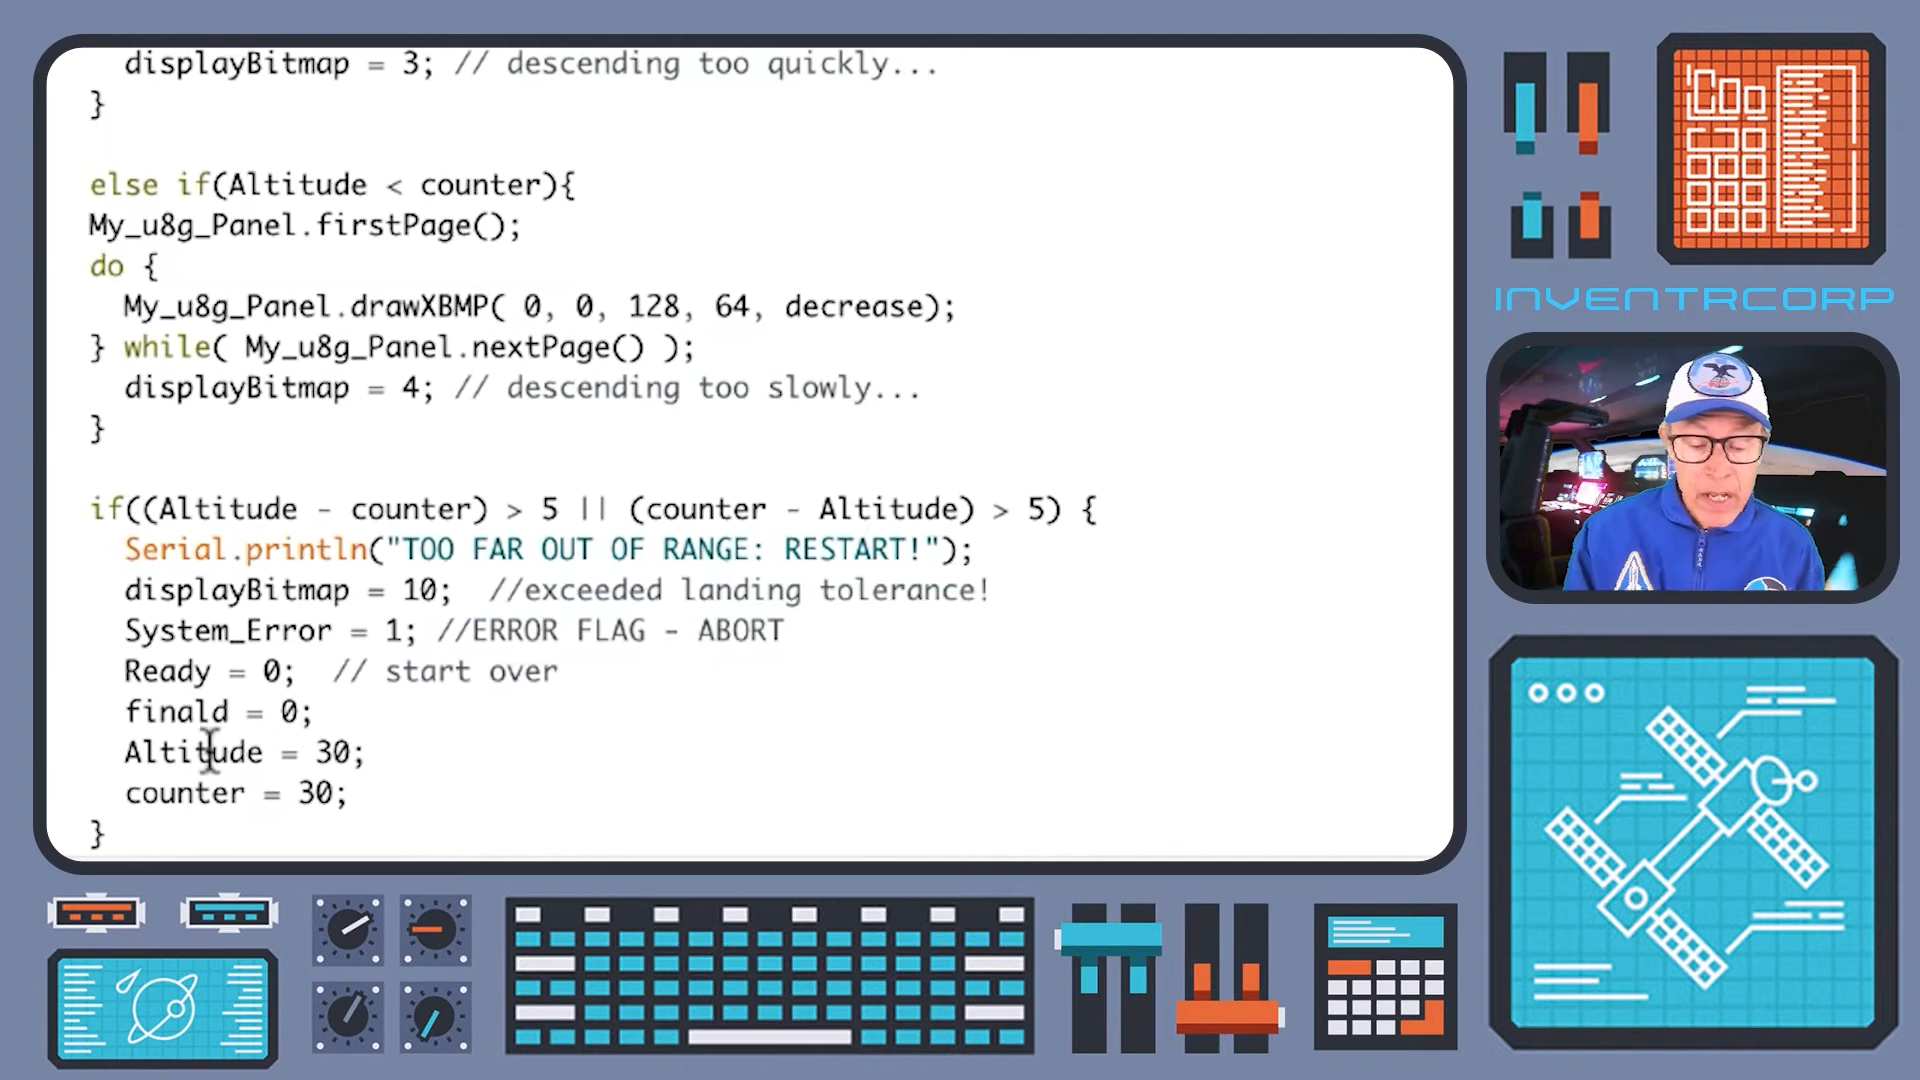 displayBitmap = 3; // descending too quickly...
}
else if(Altitude < counter){
My_u8g_Panel.firstPage();
do {
My_u8g_Panel.drawXBMP( 0, 0, 128, 64, decrease);
} while( My_u8g_Panel.nextPage() );
displayBitmap = 4; // descending too slowly...
}
if((Altitude - counter) > 5 || (counter - Altitude) > 5) {
Serial.println("TOO FAR OUT OF RANGE: RESTART!");
displayBitmap = 10; //exceeded landing tolerance!
System_Error = 1; //ERROR FLAG - ABORT
Ready = 0; // start over
finald = 0;
Altitude = 30;
counter = 30;
}
INVENTRCORP